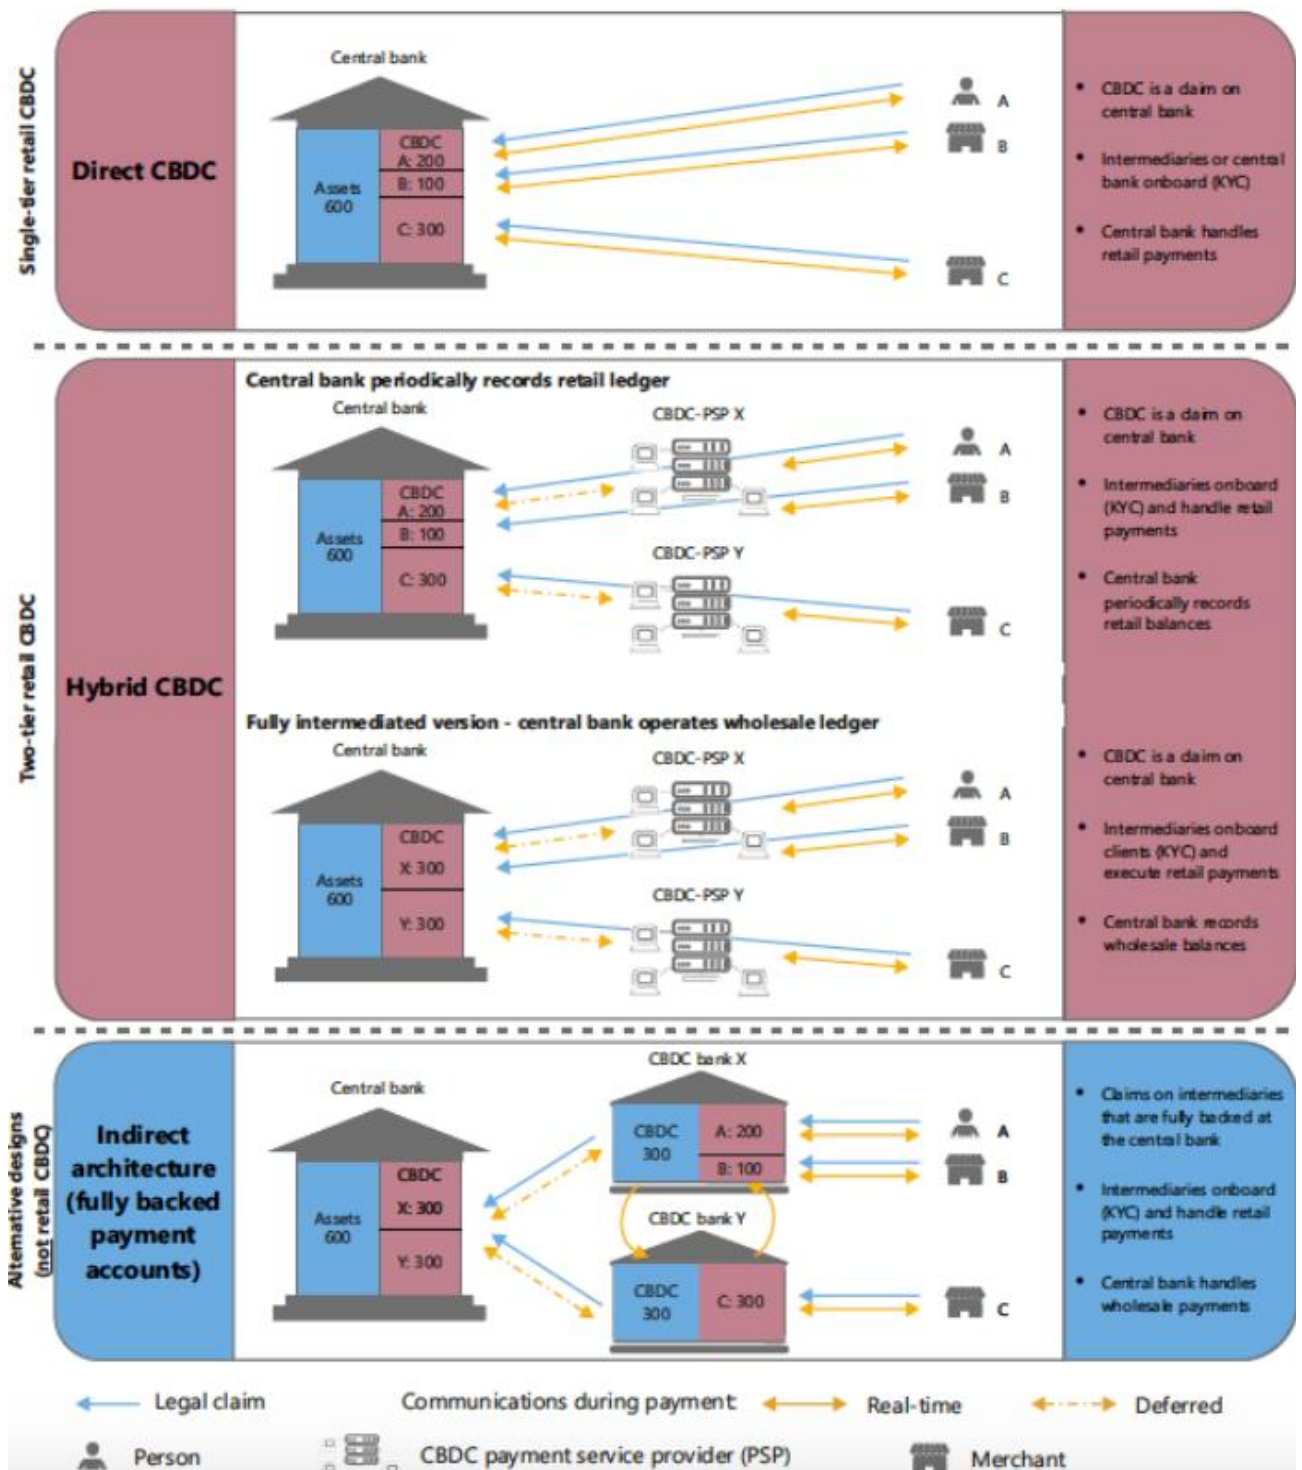 Single-tier retail CBDC
Direct CBDC
Central bank
Assets
600
CBDC
A: 200
B: 100
C: 300
A
B
C
• CBDC is a claim on
central bank
• Intermediaries or central
bank onboard (KYC)
• Central bank handles
retail payments
Two-tier retail CBDC
Hybrid CBDC
Central bank periodically records retail ledger
Central bank
Assets
600
CBDC
A: 200
B: 100
C: 300
CBDC-PSP X
CBDC-PSP Y
A
B
C
• CBDC is a claim on
central bank
• Intermediaries onboard
(KYC) and handle retail
payments
• Central bank
periodically records
retail balances
Fully intermediated version - central bank operates wholesale ledger
Central bank
Assets
600
CBDC
X: 300
Y: 300
CBDC-PSP X
CBDC-PSP Y
A
B
C
• CBDC is a claim on
central bank
• Intermediaries onboard
clients (KYC) and
execute retail payments
• Central bank records
wholesale balances
Alternative designs
(not retail CBDC)
Indirect
architecture
(fully backed
payment
accounts)
Central bank
Assets
600
CBDC
X: 300
Y: 300
CBDC bank X
CBDC
300
A: 200
B: 100
CBDC bank Y
CBDC
300
C: 300
A
B
C
• Claims on intermediaries
that are fully backed at
the central bank
• Intermediaries onboard
(KYC) and handle retail
payments
• Central bank handles
wholesale payments
Legal claim
Communications during payment:
Real-time
Deferred
Person
CBDC payment service provider (PSP)
Merchant